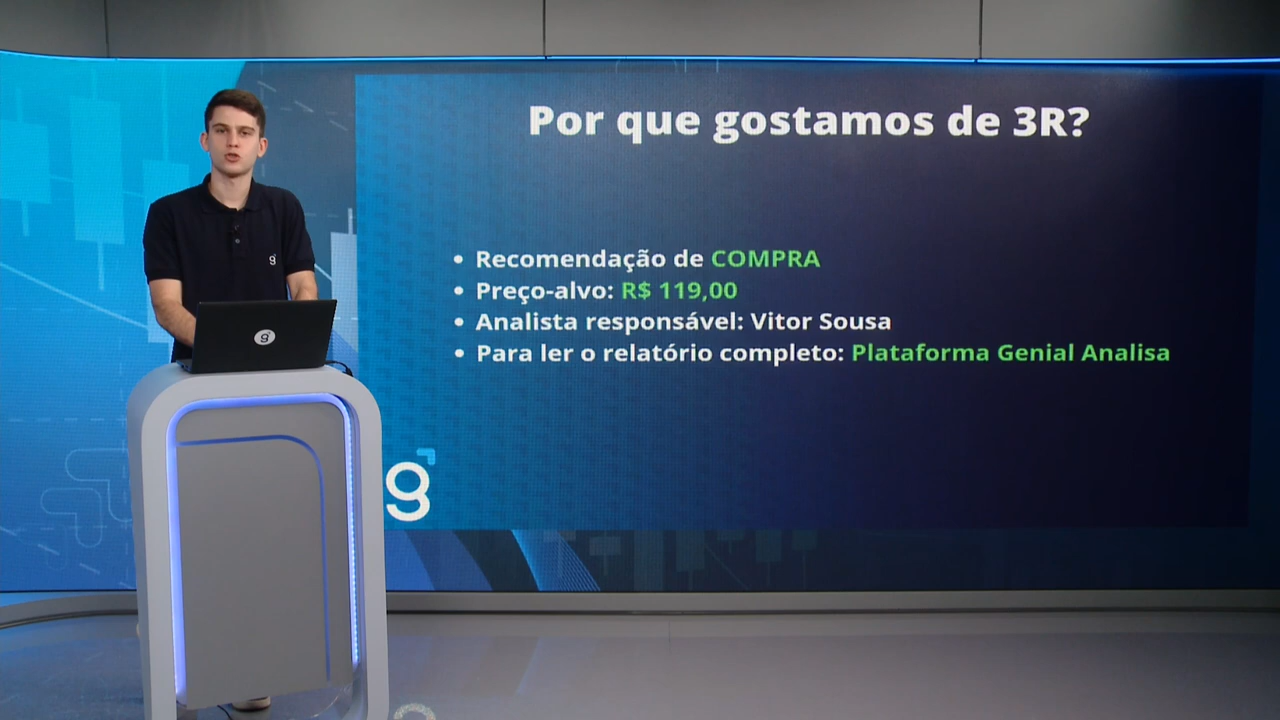 Por que gostamos de 3R?
• Recomendação de COMPRA
• Preço-alvo: R$ 119,00
• Analista responsável: Vitor Sousa
• Para ler o relatório completo: Plataforma Genial Analisa
g
g
g